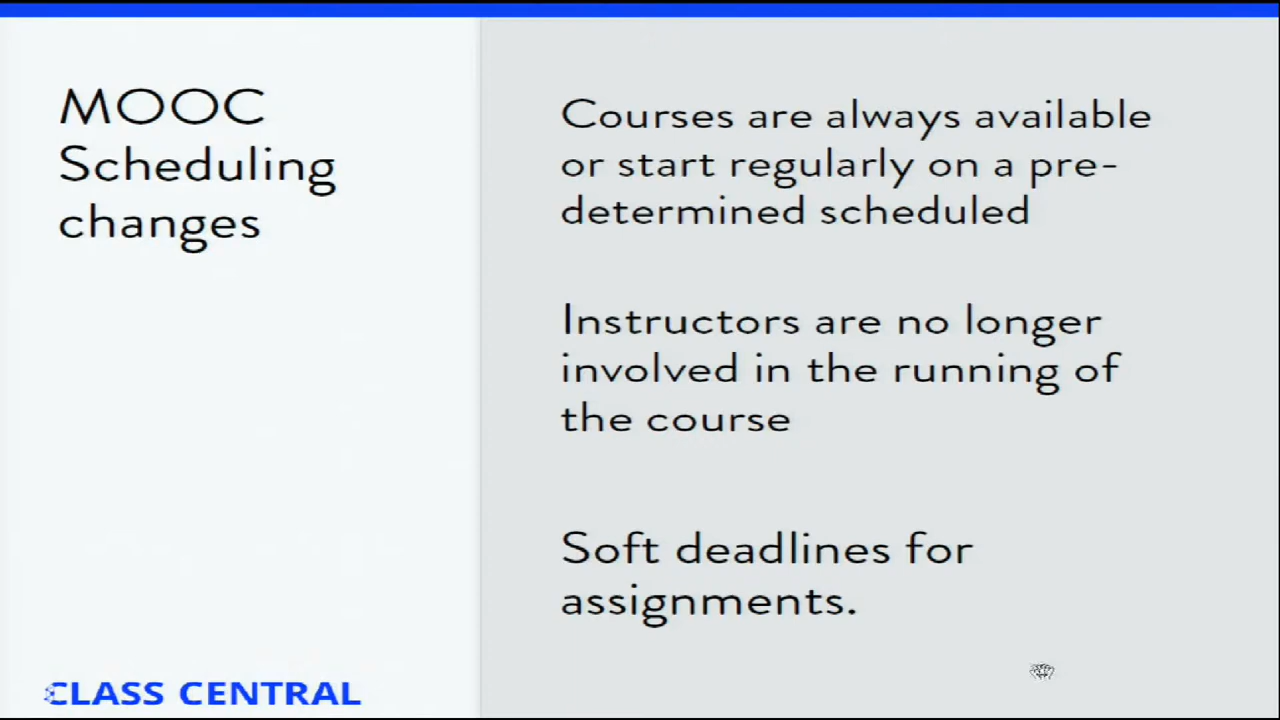 MOOC
Scheduling
changes
Courses are always available
or start regularly on a pre-
determined scheduled
Instructors are no longer
involved in the running of
the course
Soft deadlines for
assignments.
CLASS CENTRAL